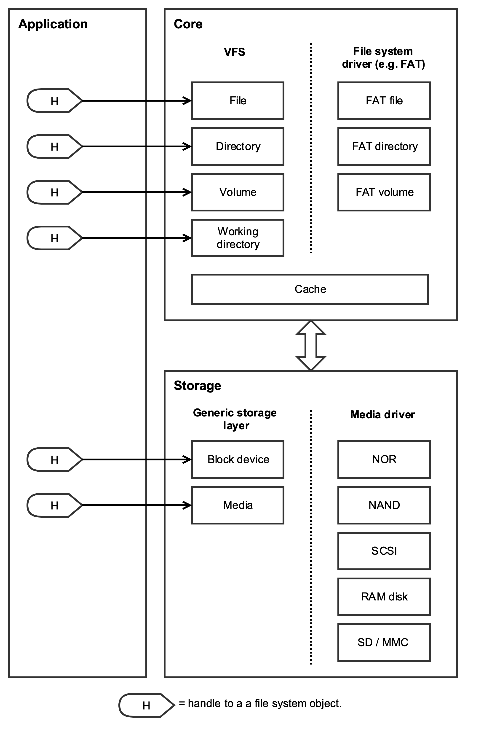 Application
Core
VFS
File system
driver (e.g. FAT)
H
File
FAT file
H
Directory
FAT directory
H
Volume
FAT volume
H
Working
directory
Cache
Storage
Generic storage
layer
Media driver
H
Block device
NOR
H
Media
NAND
SCSI
RAM disk
SD / MMC
H
= handle to a a file system object.